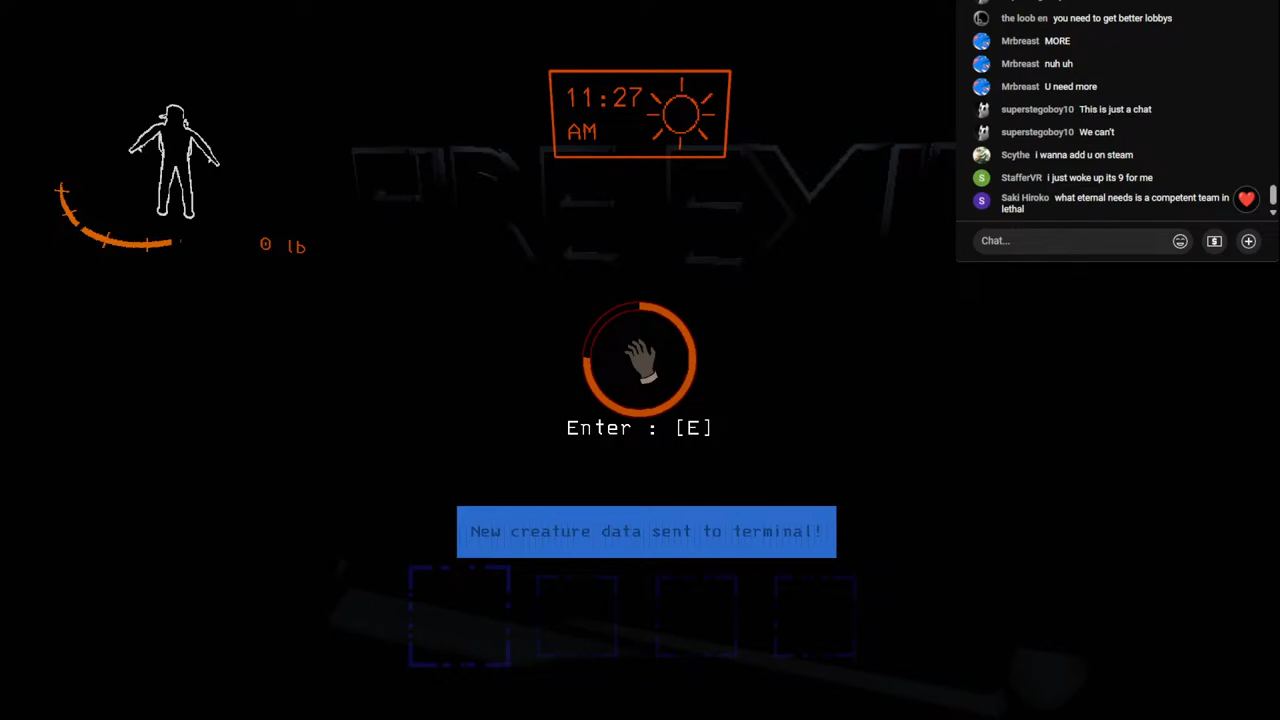 the loob en you need to get better lobbys
Mrbreast MORE
Mrbreast nuh uh
Mrbreast U need more
superstegoboy10 This is just a chat
superstegoboy10 We can't
Scythe i wanna add u on steam
S StafferVR i just woke up its 9 for me
S Saki Hiroko what eternal needs is a competent team in
lethal
Chat...
11:27
AM
0 lb
Enter : [E]
New creature data sent to terminal!